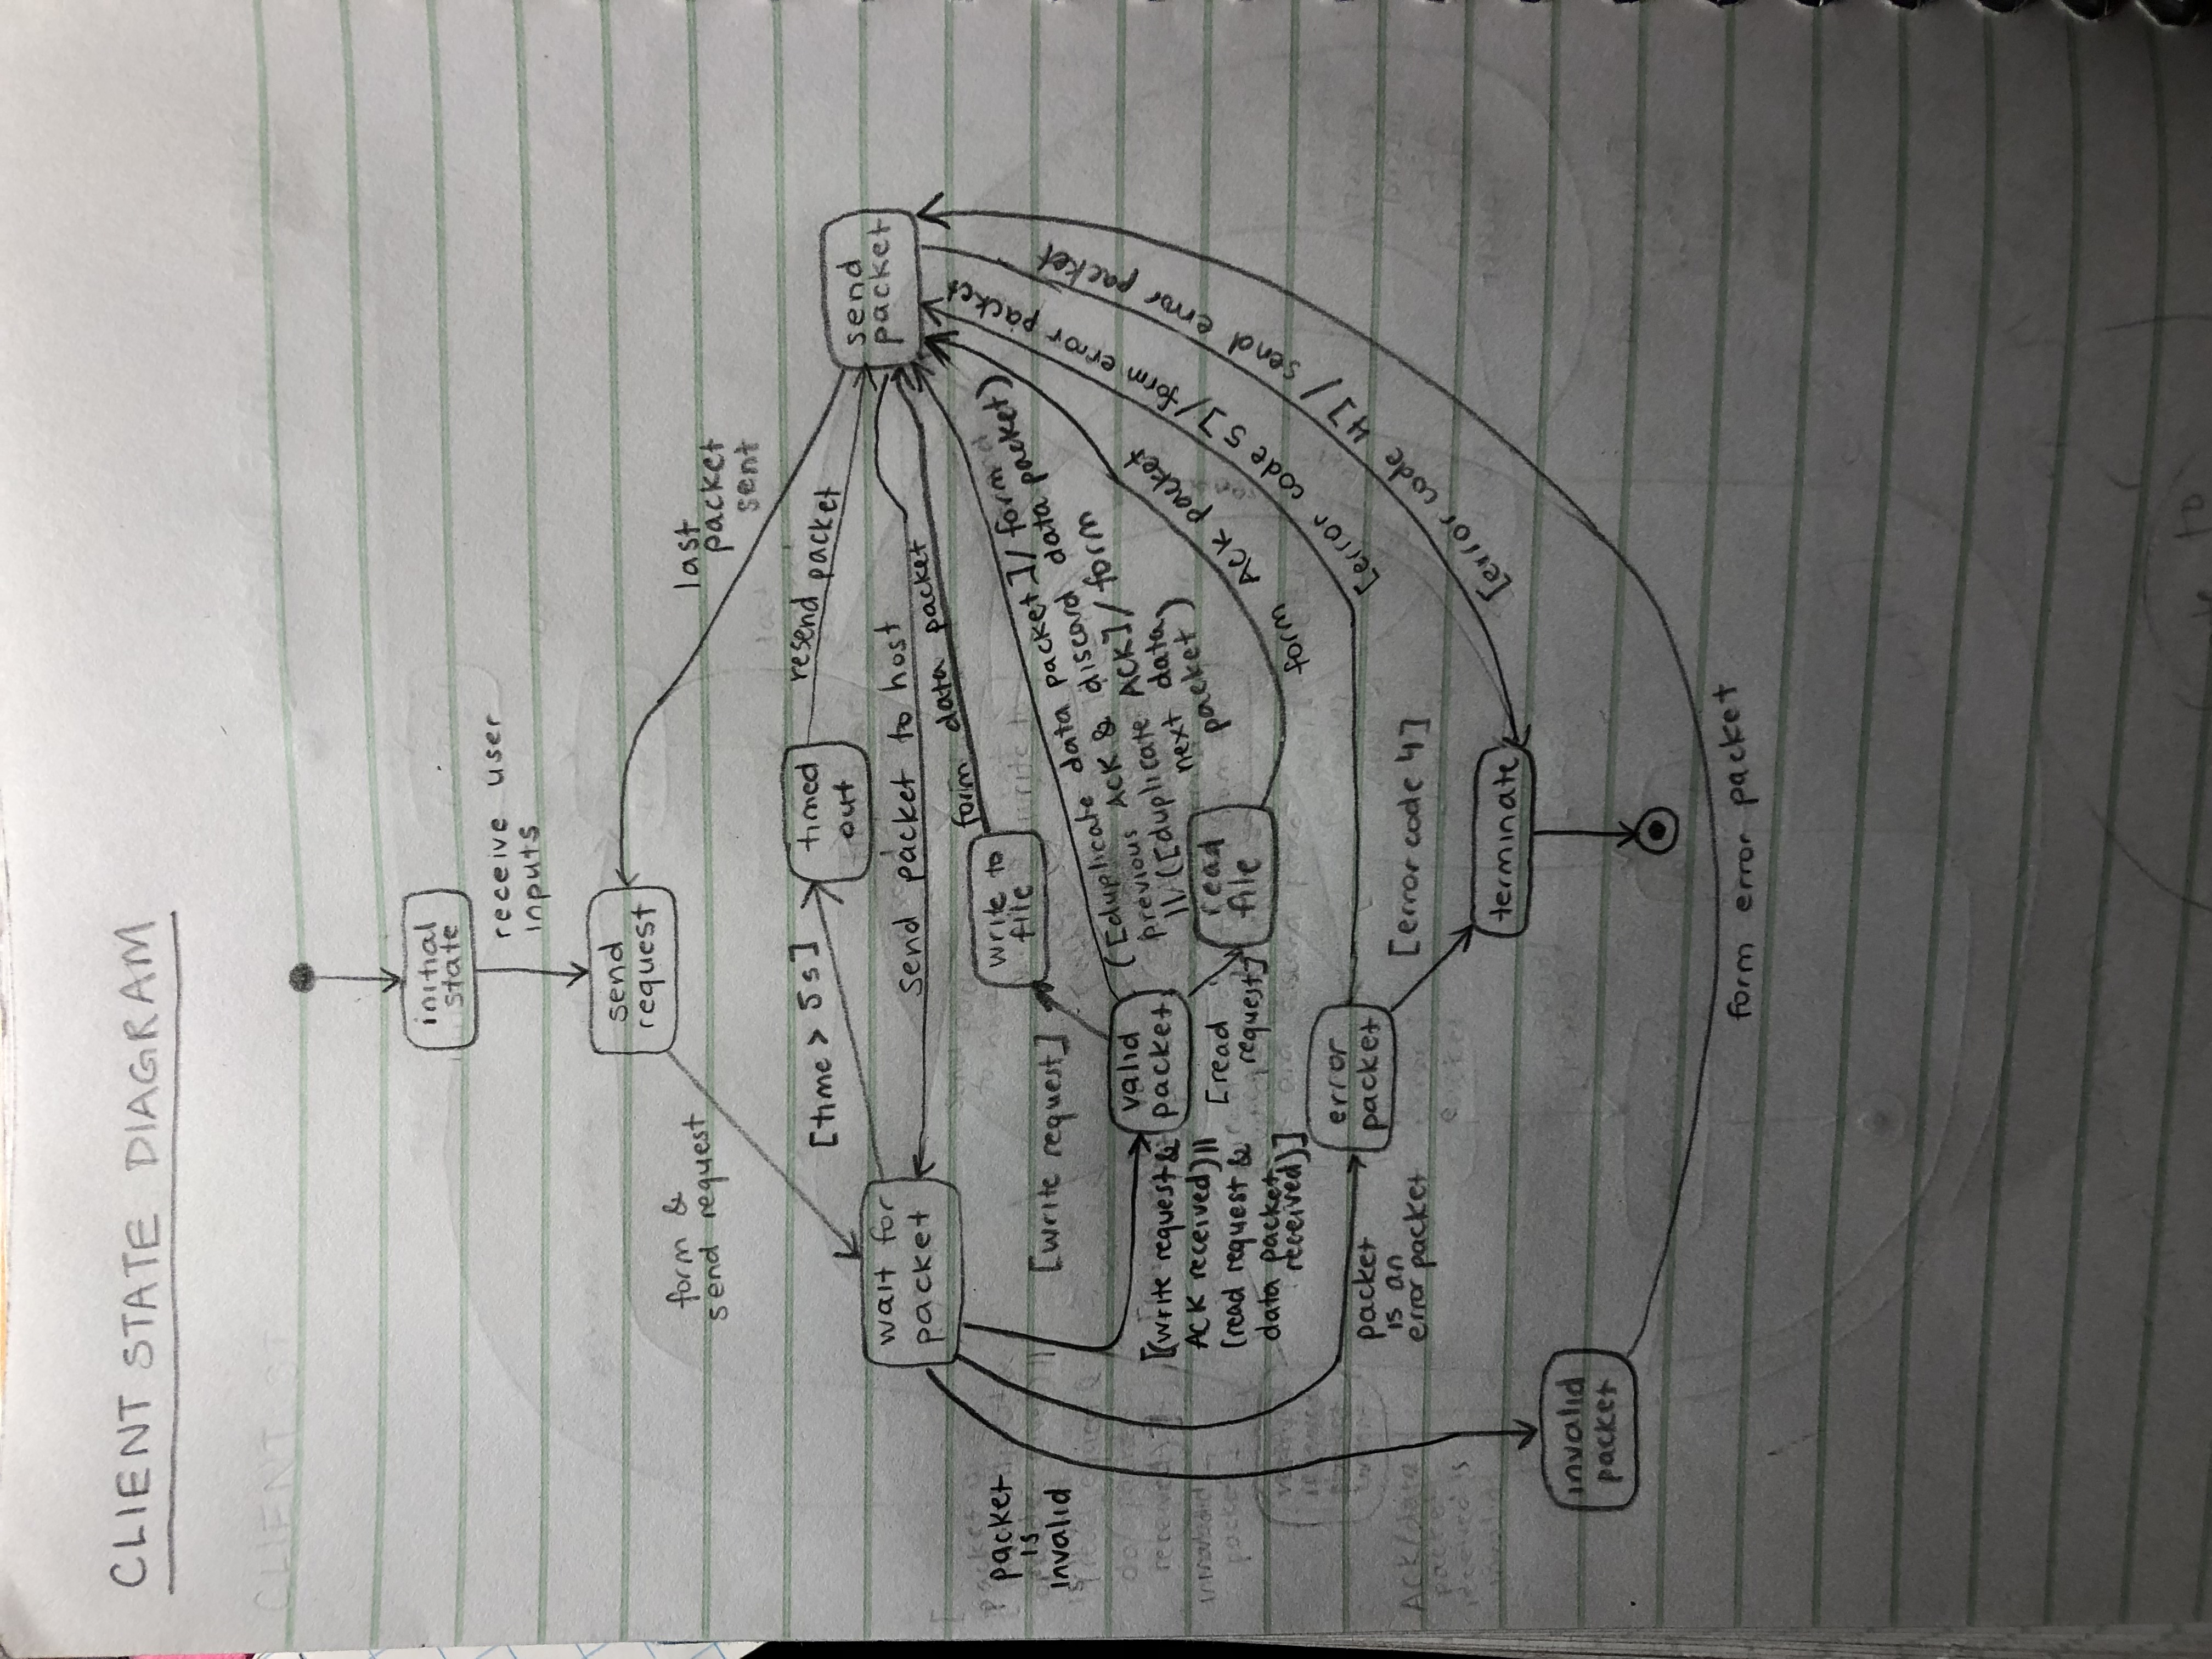 CLIENT STATE DIAGRAM
CLIENT ST
initial
state
receive user
inputs
send
request
form &
send request
last
packet
sent
[time > 5s]
timed
out
resend packet
send
packet
wait for
packet
send packet to host
form data packet
packet
is
invalid
write to
file
[write request]
valid
packet
([duplicate data packet]/form
previous ACK & discard data packet)
|| ([duplicate ACK]/form
next data
packet)
[(write request &
ACK received) ||
(read request &
data packet
received)]
[read
request]
read
file
form ACK packet
[error code 5]/form error packet
[error code 4]/send error packet
error
packet
packet
is an
error packet
[error code 4]
terminate
invalid
packet
form error packet